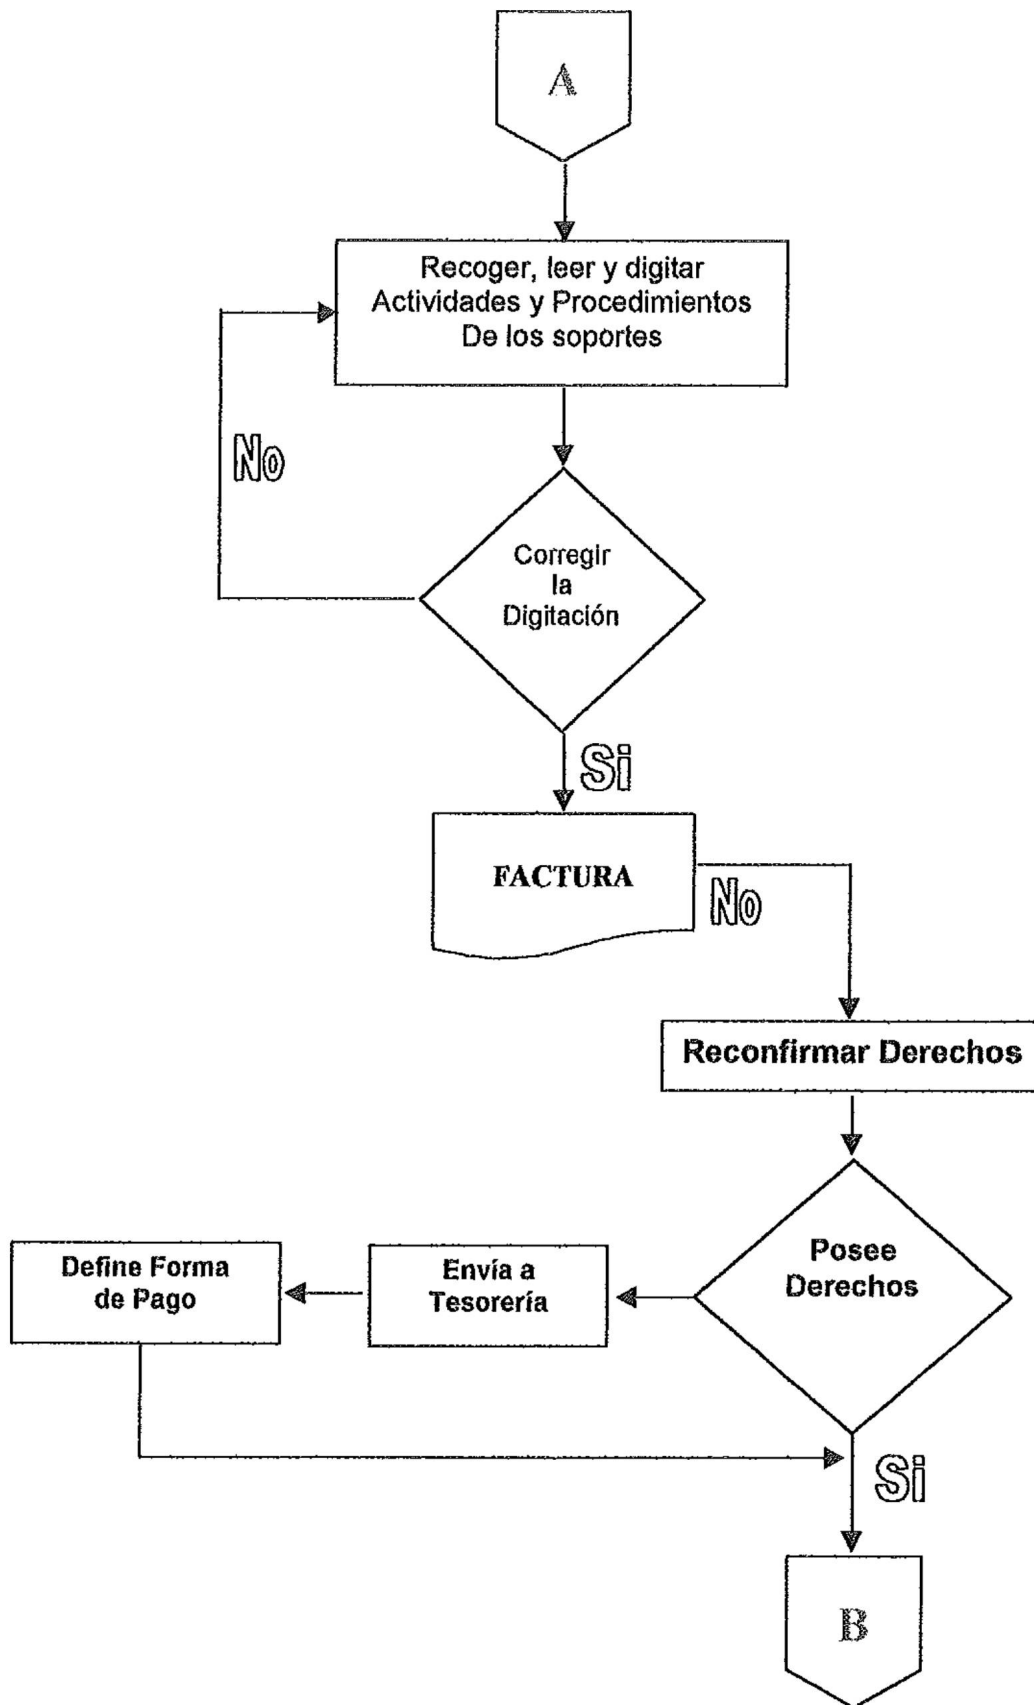 A
Recoger, leer y digitar
Actividades y Procedimientos
De los soportes
No
Corregir
la
Digitación
Si
FACTURA
No
Reconfirmar Derechos
Posee
Derechos
Envía a
Tesorería
Define Forma
de Pago
Si
B